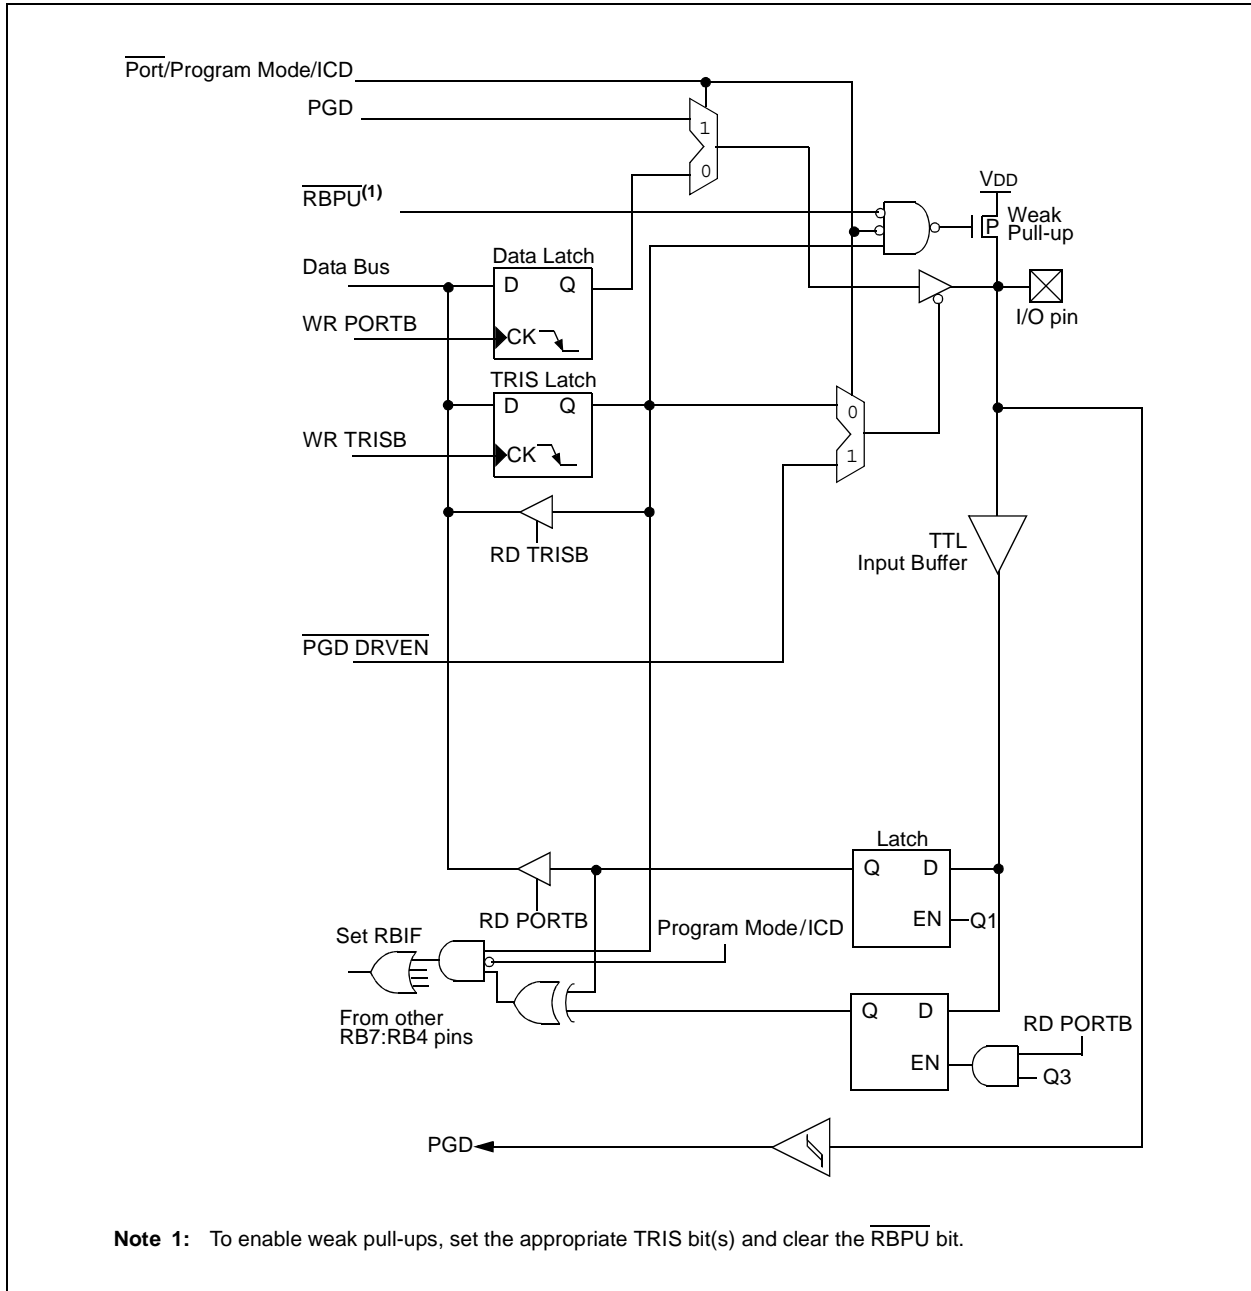 Port/Program Mode/ICD
PGD
1
0
RBPU(1)
VDD
P
Weak
Pull-up
Data Bus
Data Latch
D Q
CK
WR PORTB
I/O pin
TRIS Latch
D Q
CK
WR TRISB
0
1
RD TRISB
TTL
Input Buffer
PGD DRVEN
Latch
Q D
EN
Q1
RD PORTB
Program Mode/ICD
Set RBIF
From other
RB7:RB4 pins
Q D
EN
RD PORTB
Q3
PGD
Note 1: To enable weak pull-ups, set the appropriate TRIS bit(s) and clear the RBPU bit.